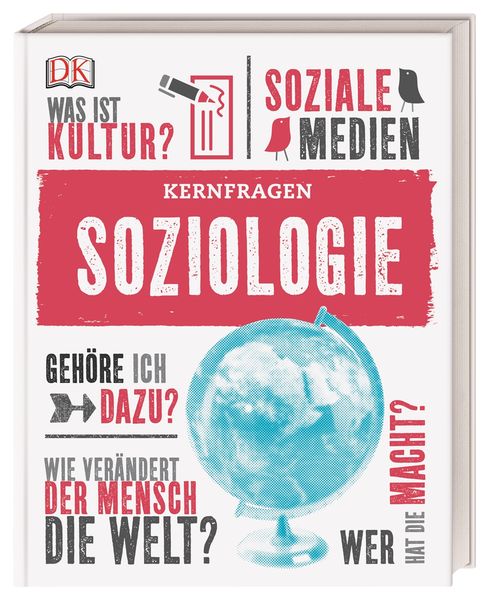 DK
WAS IST
KULTUR?
SOZIALE
MEDIEN
KERNFRAGEN
SOZIOLOGIE
GEHÖRE ICH
DAZU?
WIE VERÄNDERT
DER MENSCH
DIE WELT?
WER
HAT DIE
MACHT?